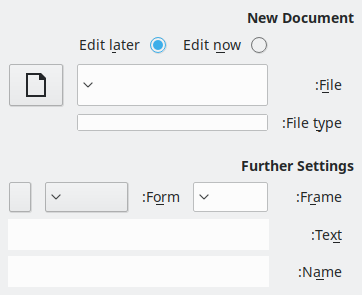 New Document
Edit now Edit later
File:
File type:
Further Settings
Frame: Form:
Text:
Name: